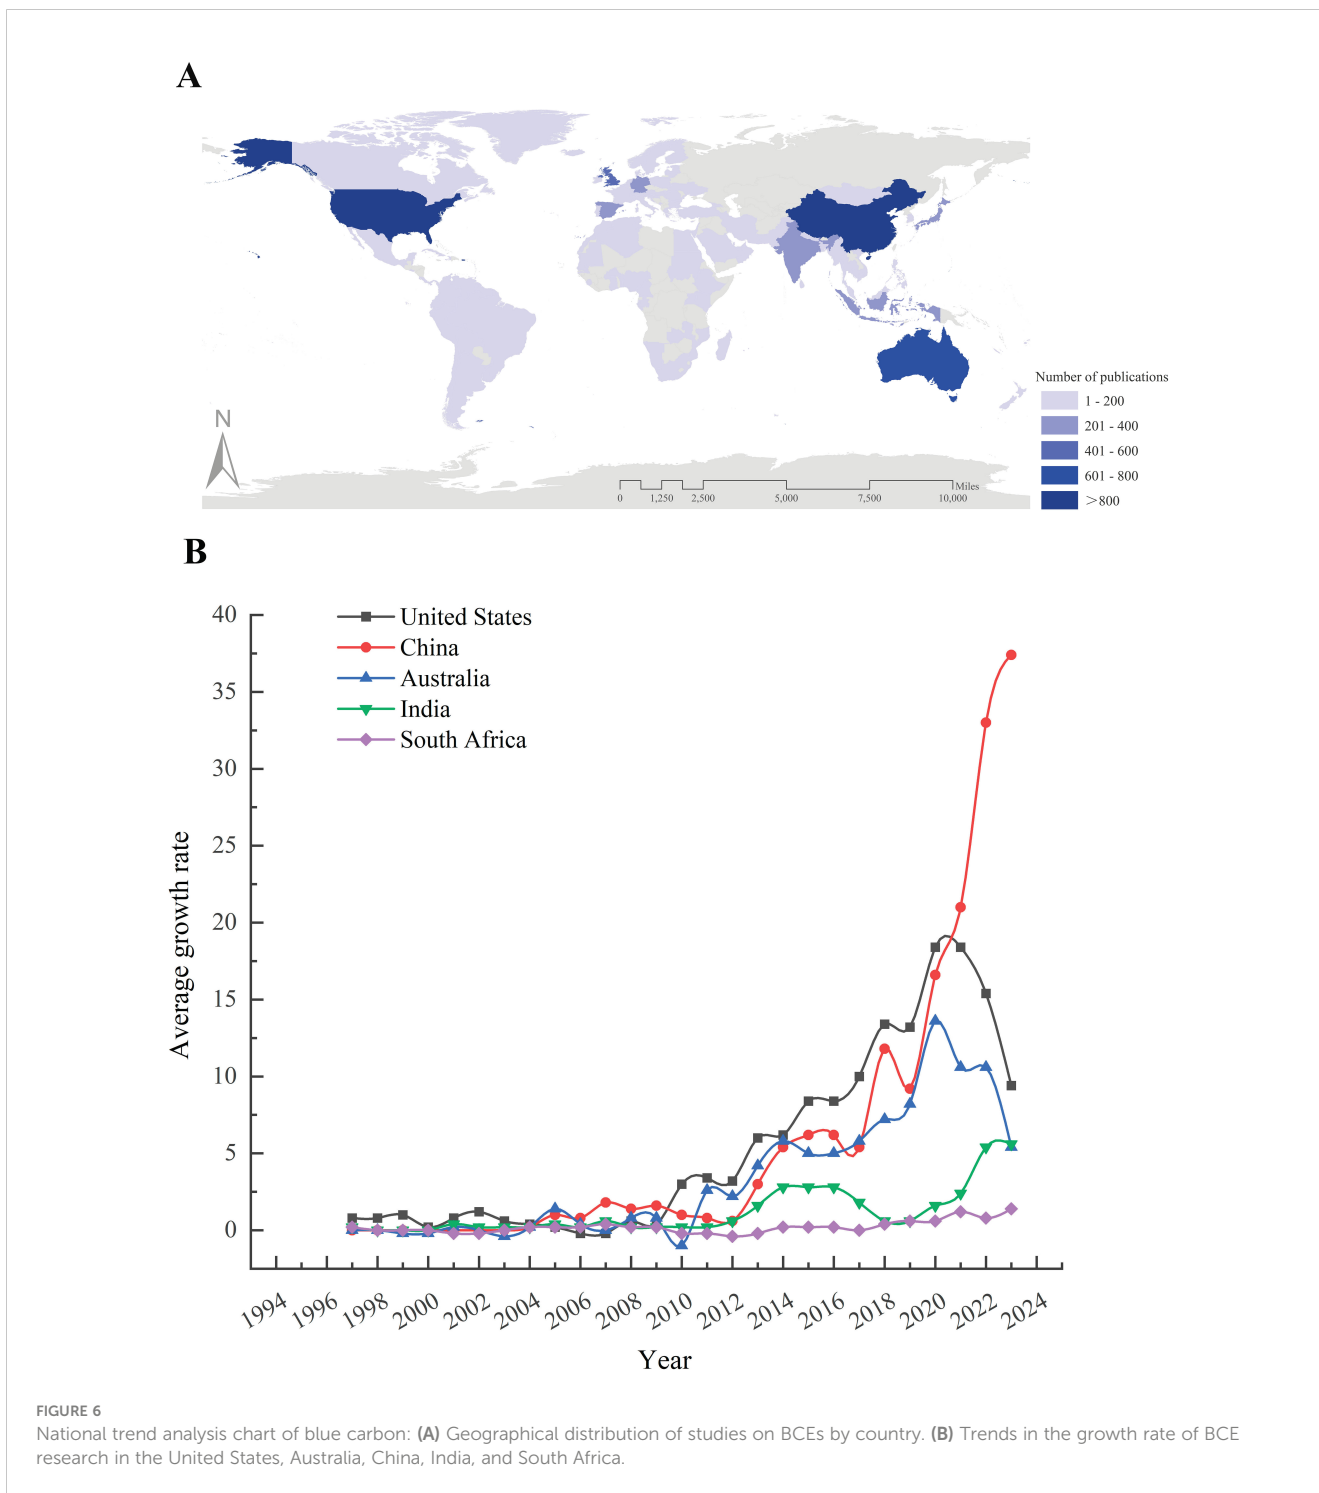 A
N
Number of publications
1 - 200
201 - 400
401 - 600
601 - 800
>800
Miles
0 1,250 2,500 5,000 7,500 10,000
B
40
35
30
25
20
15
10
5
0
Average growth rate
United States
China
Australia
India
South Africa
1994 1996 1998 2000 2002 2004 2006 2008 2010 2012 2014 2016 2018 2020 2022 2024
Year
FIGURE 6
National trend analysis chart of blue carbon: (A) Geographical distribution of studies on BCEs by country. (B) Trends in the growth rate of BCE
research in the United States, Australia, China, India, and South Africa.